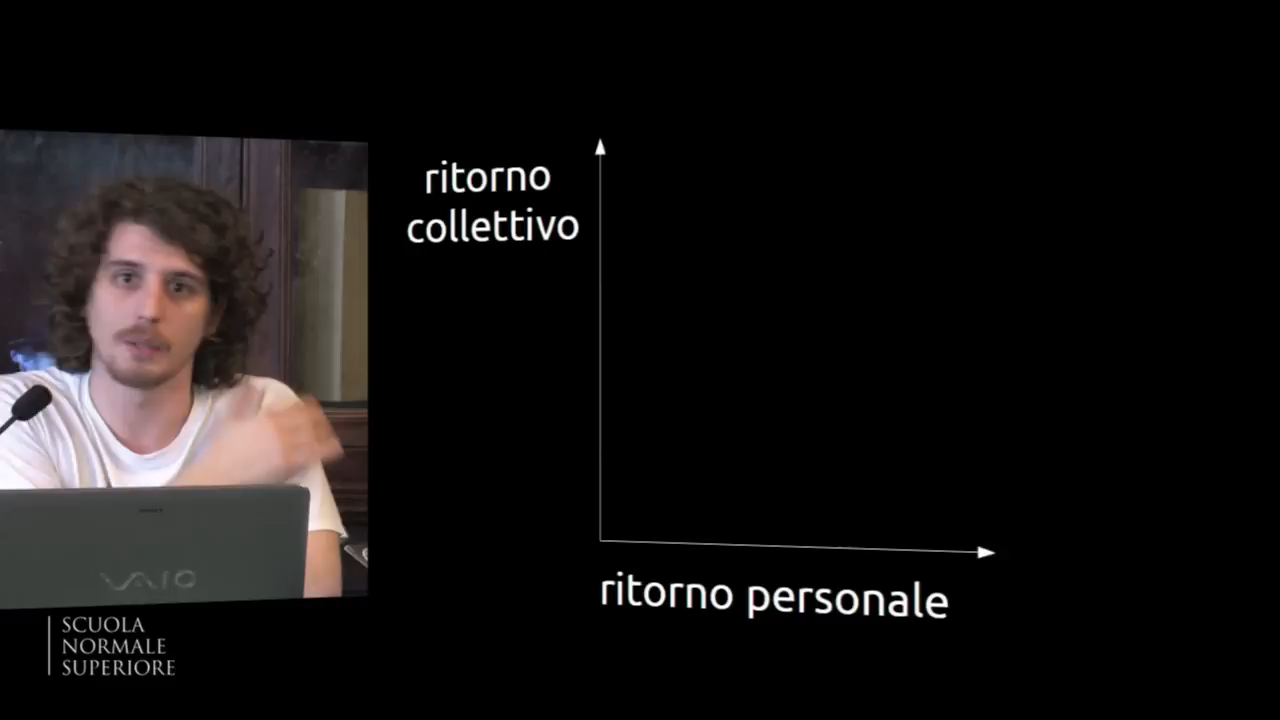 ritorno
collettivo
ritorno personale
VAIO
SCUOLA
NORMALE
SUPERIORE